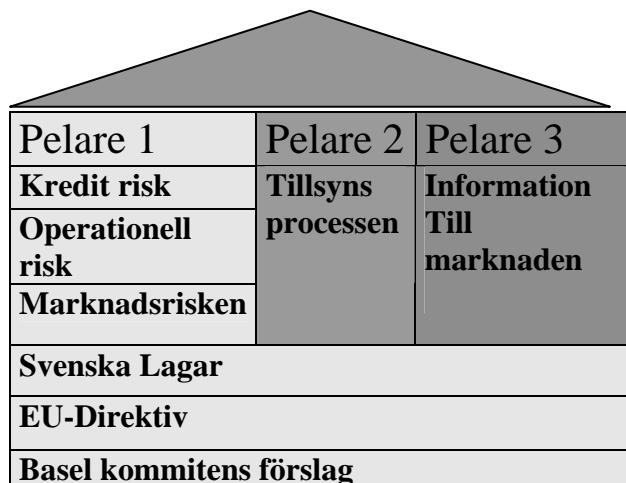 Pelare 1
Kredit risk
Operationell
risk
Marknadsrisken
Pelare 2
Tillsyns
processen
Pelare 3
Information
Till
marknaden
Svenska Lagar
EU-Direktiv
Basel kommitens förslag